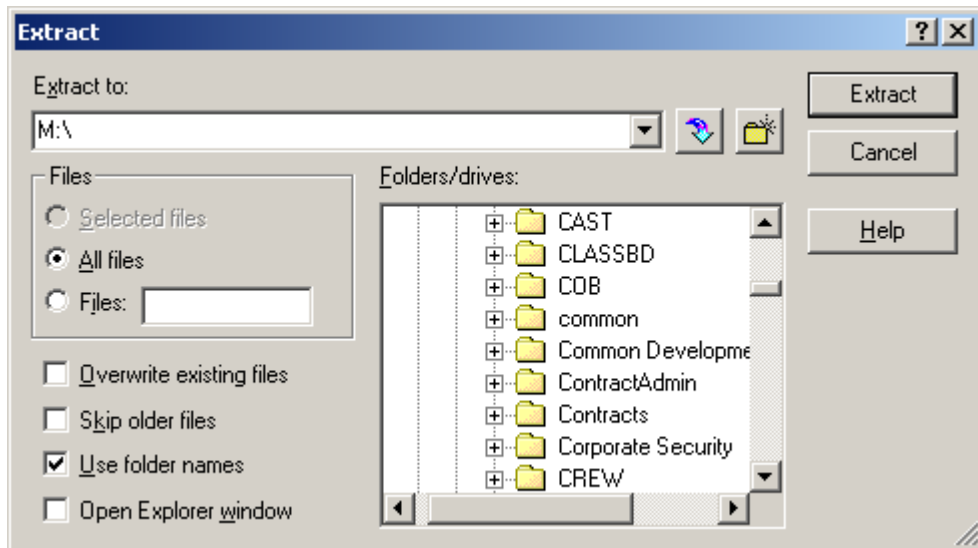 Extract
Extract to:
M:\
Extract
Cancel
Help
Files
Selected files
All files
Files:
Overwrite existing files
Skip older files
Use folder names
Open Explorer window
Folders/drives:
CAST
CLASSBD
COB
common
Common Developme
ContractAdmin
Contracts
Corporate Security
CREW